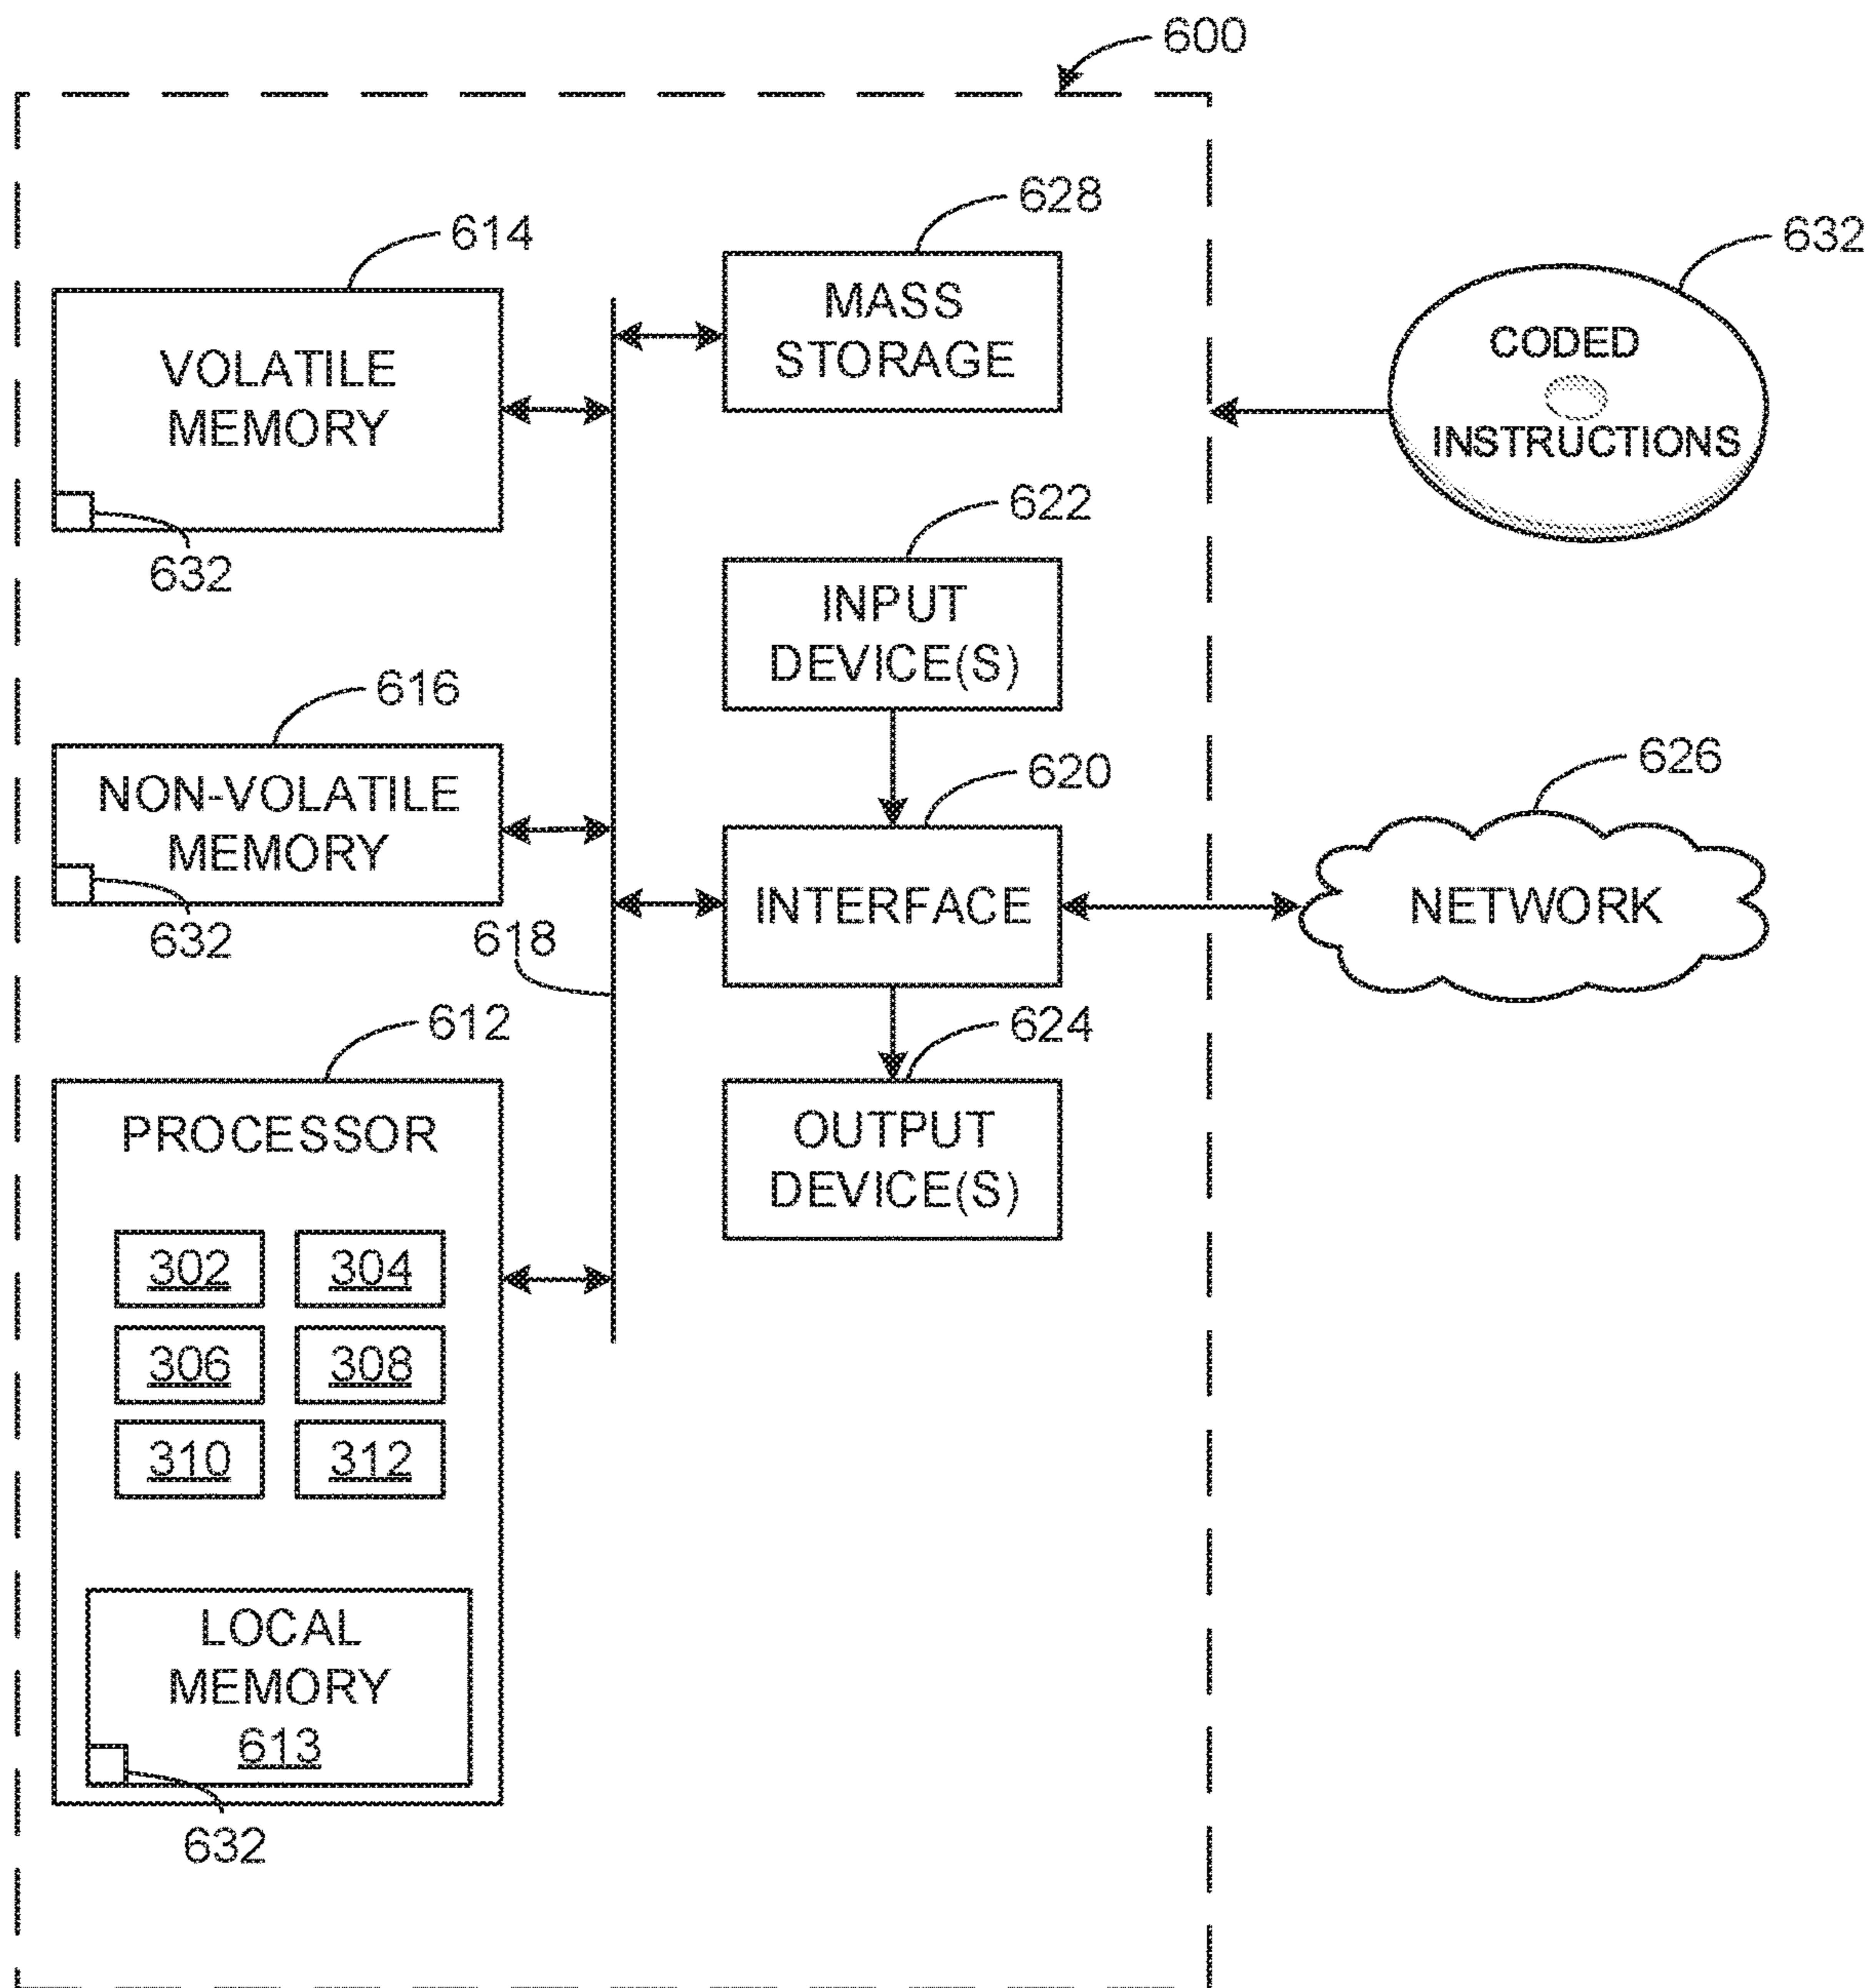 600
614
VOLATILE
MEMORY
632
628
MASS
STORAGE
632
CODED
INSTRUCTIONS
622
INPUT
DEVICE(S)
616
NON-VOLATILE
MEMORY
632
618
620
INTERFACE
626
NETWORK
612
PROCESSOR
302 304
306 308
310 312
LOCAL
MEMORY
613
632
624
OUTPUT
DEVICE(S)